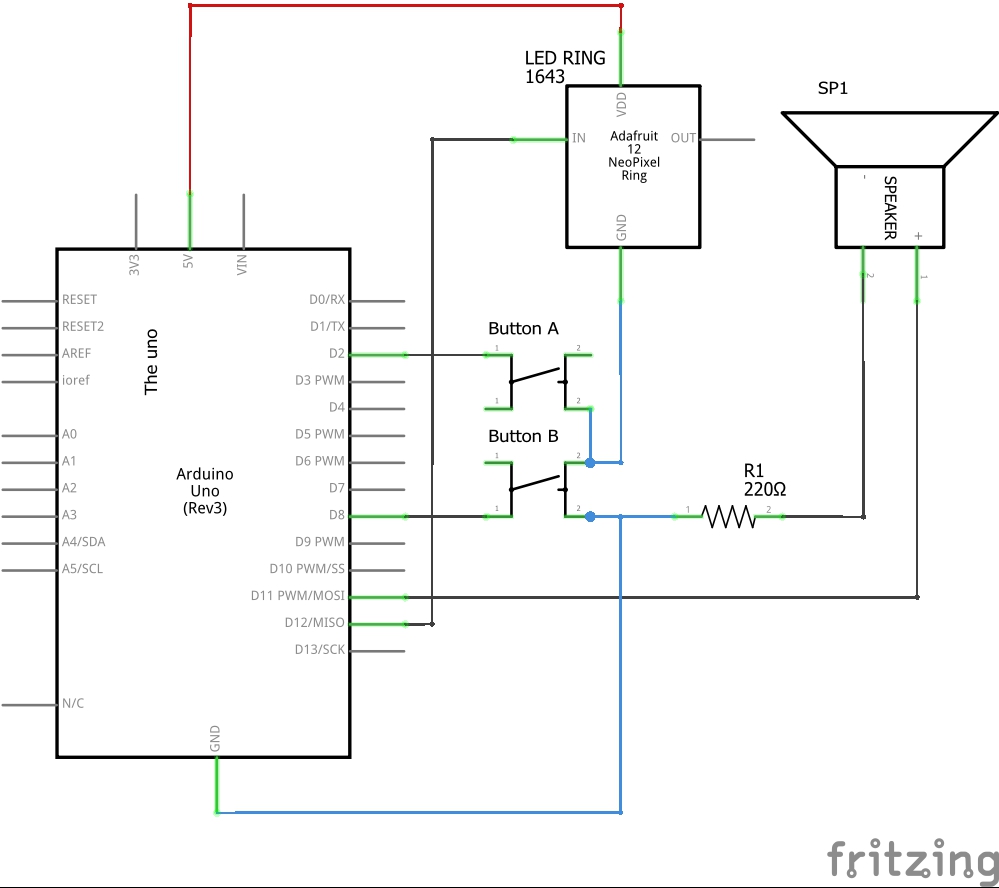 LED RING
1643
SP1
VDD
IN
Adafruit
12
NeoPixel
Ring
OUT
GND
-
SPEAKER
+
2
1
3V3
5V
VIN
The uno
RESET
RESET2
AREF
ioref
A0
A1
A2
A3
A4/SDA
A5/SCL
N/C
Arduino
Uno
(Rev3)
D0/RX
D1/TX
D2
D3 PWM
D4
D5 PWM
D6 PWM
D7
D8
D9 PWM
D10 PWM/SS
D11 PWM/MOSI
D12/MISO
D13/SCK
GND
Button A
1
2
1
2
Button B
1
2
1
2
R1
220Ω
1
2
fritzing